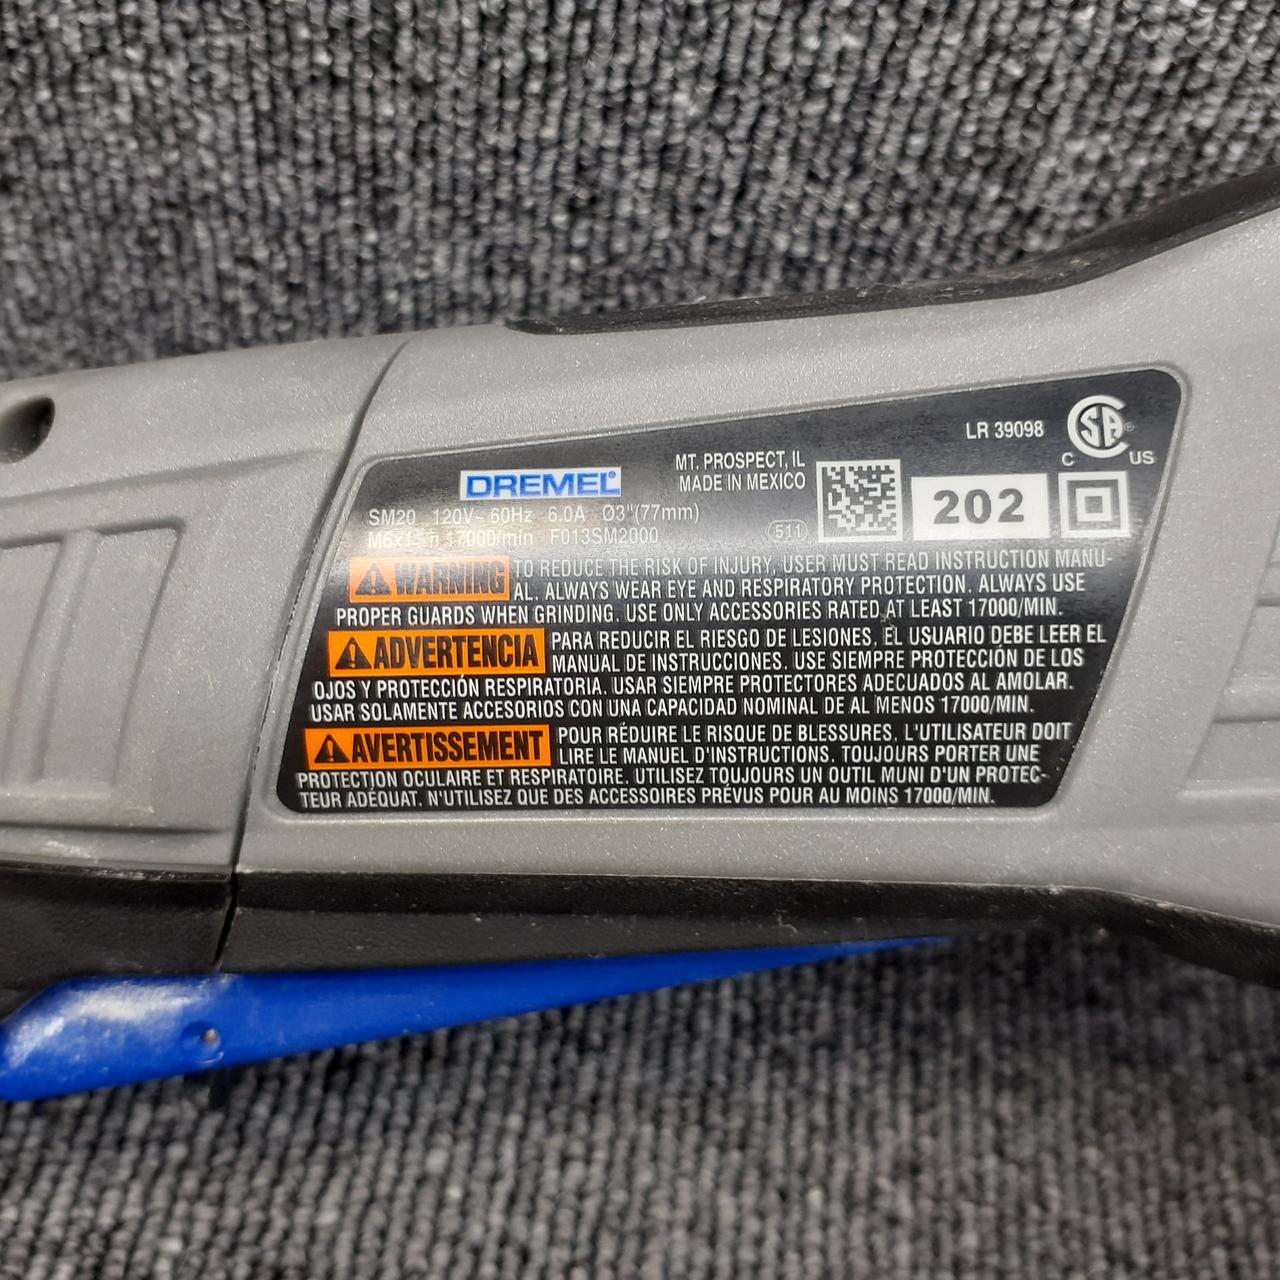 LR 39098
CSA®
C US
DREMEL®
MT. PROSPECT, IL
MADE IN MEXICO
202
SM20 120V~ 60Hz 6.0A Ø3"(77mm)
M6x1 n 17000/min F013SM2000
511
WARNING TO REDUCE THE RISK OF INJURY, USER MUST READ INSTRUCTION MANU-
AL. ALWAYS WEAR EYE AND RESPIRATORY PROTECTION. ALWAYS USE
PROPER GUARDS WHEN GRINDING. USE ONLY ACCESSORIES RATED AT LEAST 17000/MIN.
ADVERTENCIA PARA REDUCIR EL RIESGO DE LESIONES, EL USUARIO DEBE LEER EL
MANUAL DE INSTRUCCIONES. USE SIEMPRE PROTECCIÓN DE LOS
OJOS Y PROTECCIÓN RESPIRATORIA. USAR SIEMPRE PROTECTORES ADECUADOS AL AMOLAR.
USAR SOLAMENTE ACCESORIOS CON UNA CAPACIDAD NOMINAL DE AL MENOS 17000/MIN.
AVERTISSEMENT POUR RÉDUIRE LE RISQUE DE BLESSURES, L'UTILISATEUR DOIT
LIRE LE MANUEL D'INSTRUCTIONS. TOUJOURS PORTER UNE
PROTECTION OCULAIRE ET RESPIRATOIRE. UTILISEZ TOUJOURS UN OUTIL MUNI D'UN PROTEC-
TEUR ADÉQUAT. N'UTILISEZ QUE DES ACCESSOIRES PRÉVUS POUR AU MOINS 17000/MIN.